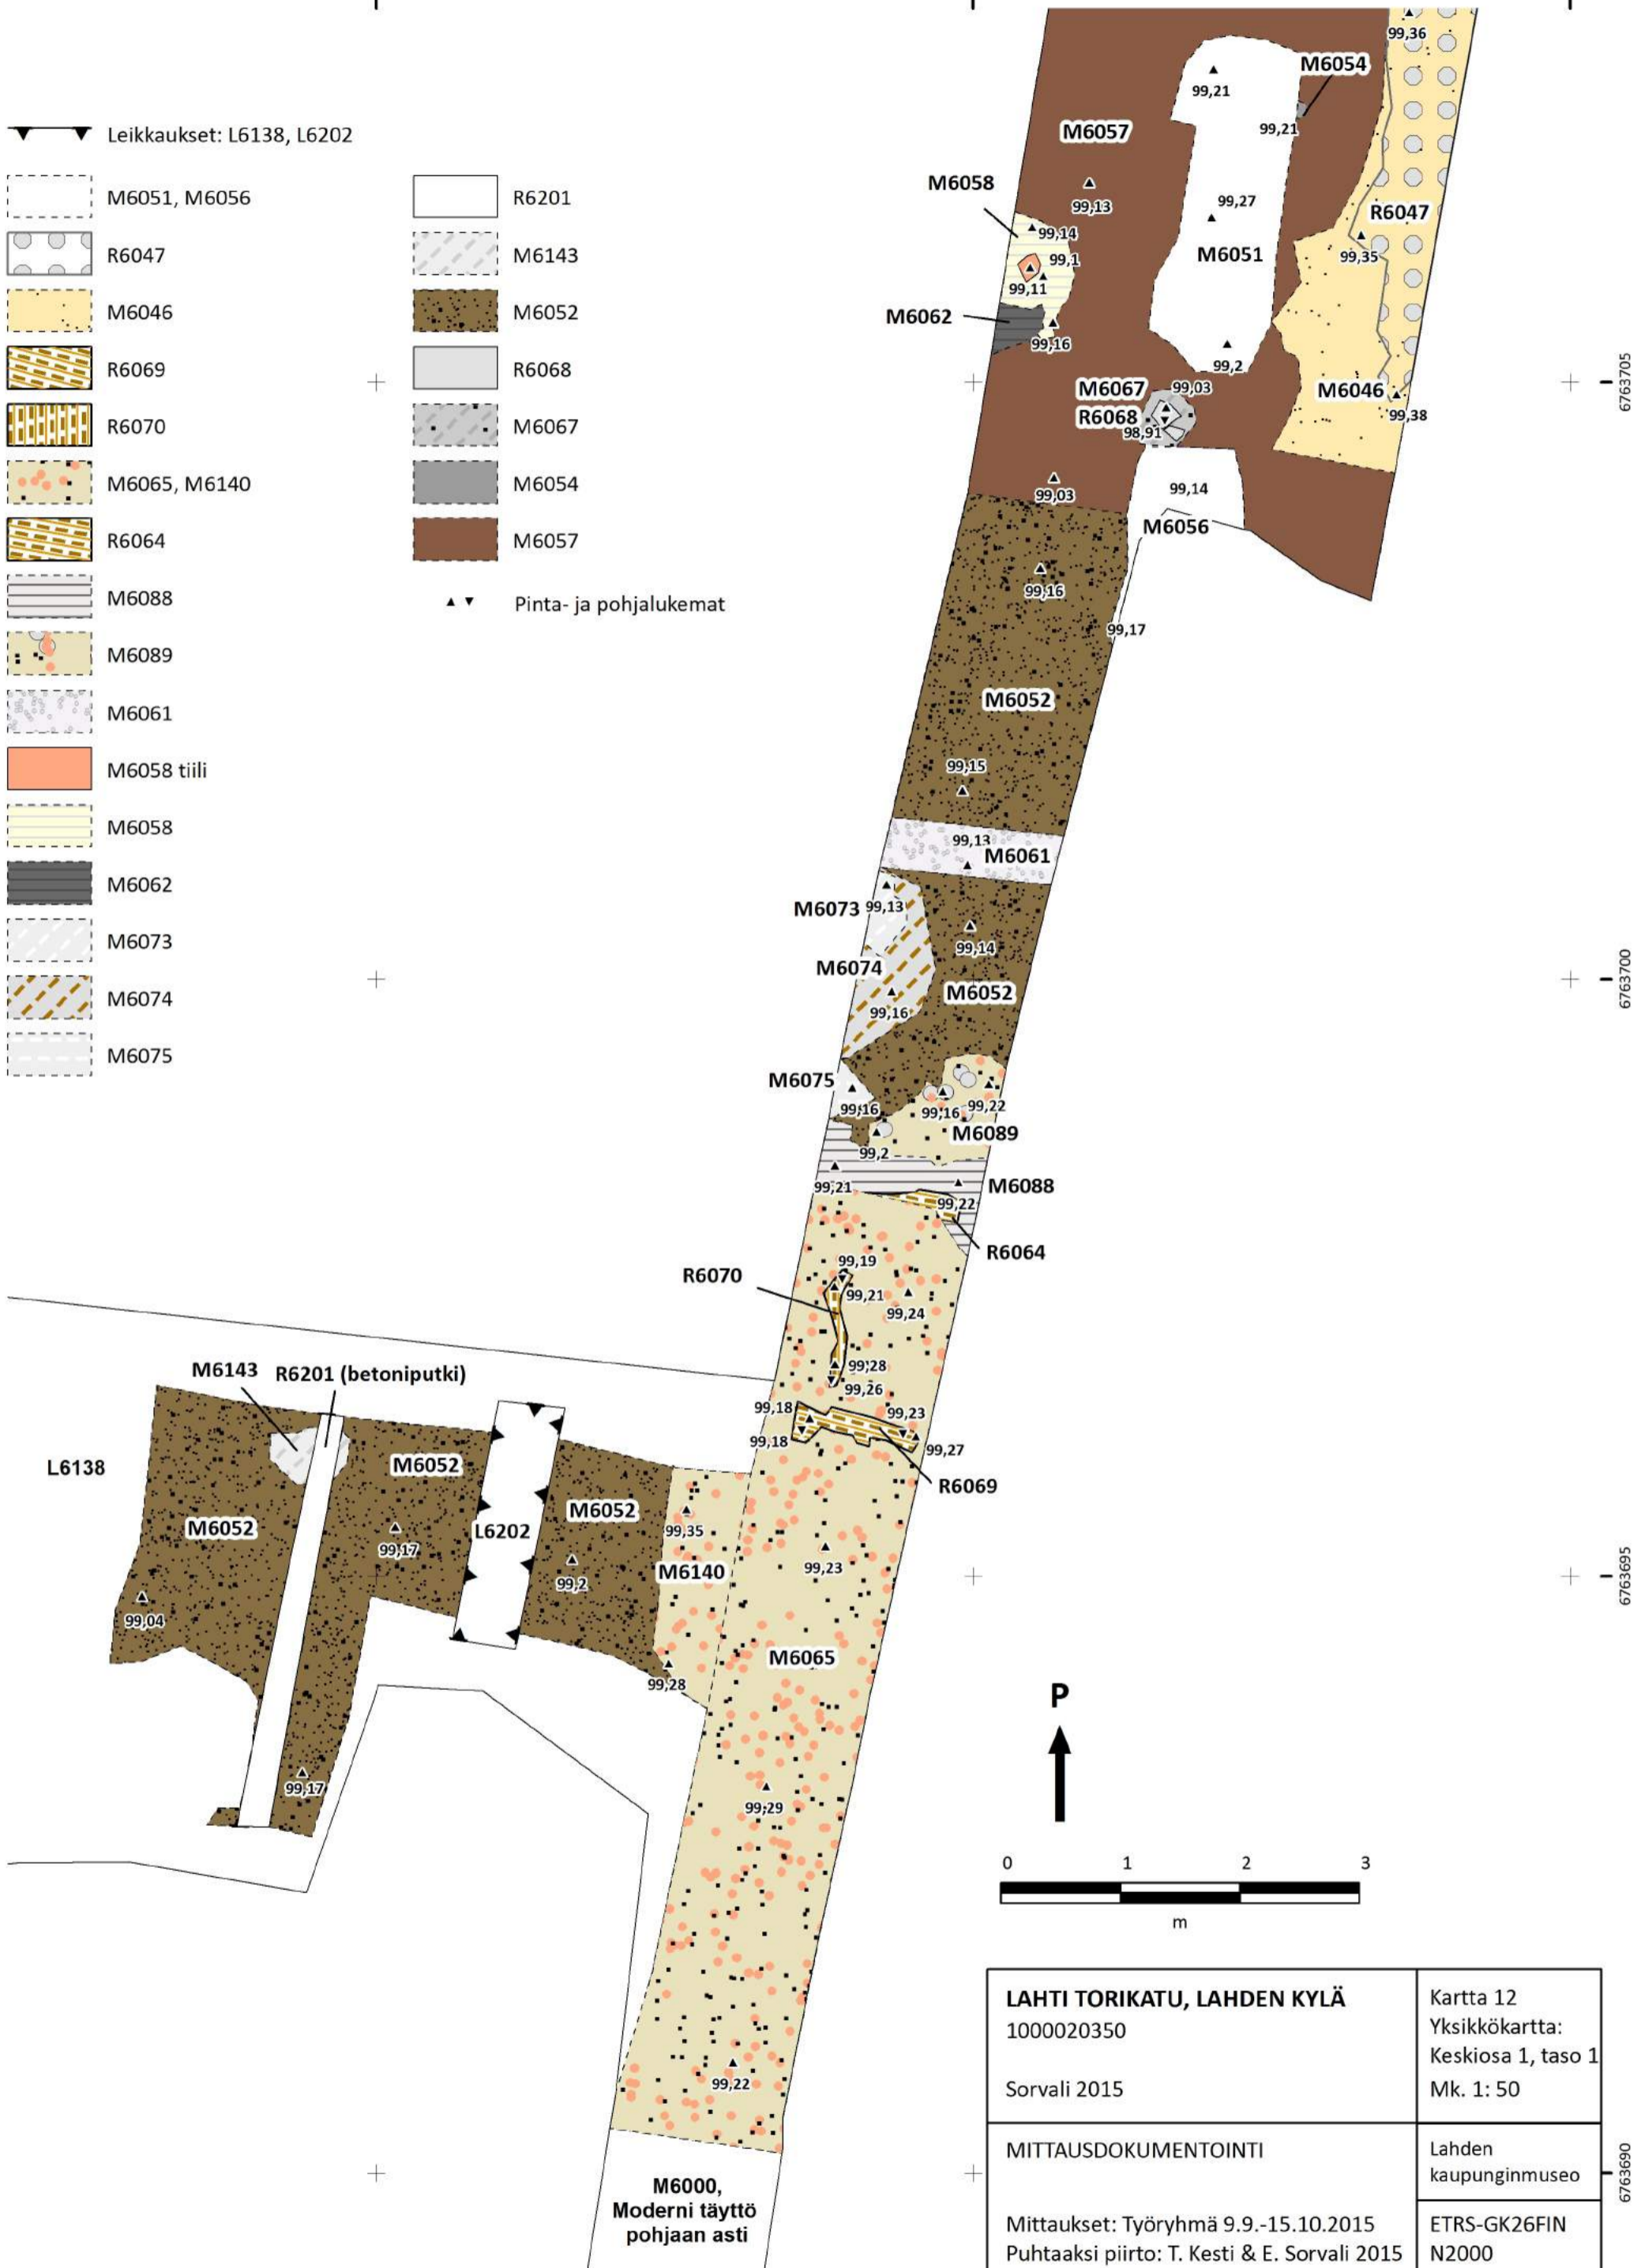 Leikkaukset: L6138, L6202
M6051, M6056
R6047
M6046
R6069
R6070
M6065, M6140
R6064
M6088
M6089
M6061
M6058 tiili
M6058
M6062
M6073
M6074
M6075
R6201
M6143
M6052
R6068
M6067
M6054
M6057
Pinta- ja pohjalukemat
99,36
M6054
99,21
99,21
M6057
M6058
99,13
99,27
R6047
99,14
99,1
M6051
99,35
99,11
M6062
99,16
99,2
M6067
99,03
M6046
R6068
99,38
98,91
99,03
99,14
M6056
99,16
99,17
M6052
99,15
99,13
M6061
M6073
99,13
99,14
M6074
M6052
99,16
M6075
99,16
99,16
99,22
M6089
99,2
99,21
M6088
99,22
R6064
99,19
R6070
99,21
99,24
99,28
99,26
99,18
99,23
99,18
99,27
R6069
M6143
R6201 (betoniputki)
L6138
M6052
M6052
L6202
M6052
99,35
99,17
99,2
M6140
99,23
99,04
99,28
M6065
99,17
99,29
99,22
M6000,
Moderni täyttö
pohjaan asti
6763705
6763700
6763695
6763690
P
0 1 2 3
m
LAHTI TORIKATU, LAHDEN KYLÄ
1000020350
Sorvali 2015
Kartta 12
Yksikkökartta:
Keskiosa 1, taso 1
Mk. 1: 50
MITTAUSDOKUMENTOINTI
Lahden
kaupunginmuseo
Mittaukset: Työryhmä 9.9.-15.10.2015
Puhtaaksi piirto: T. Kesti & E. Sorvali 2015
ETRS-GK26FIN
N2000